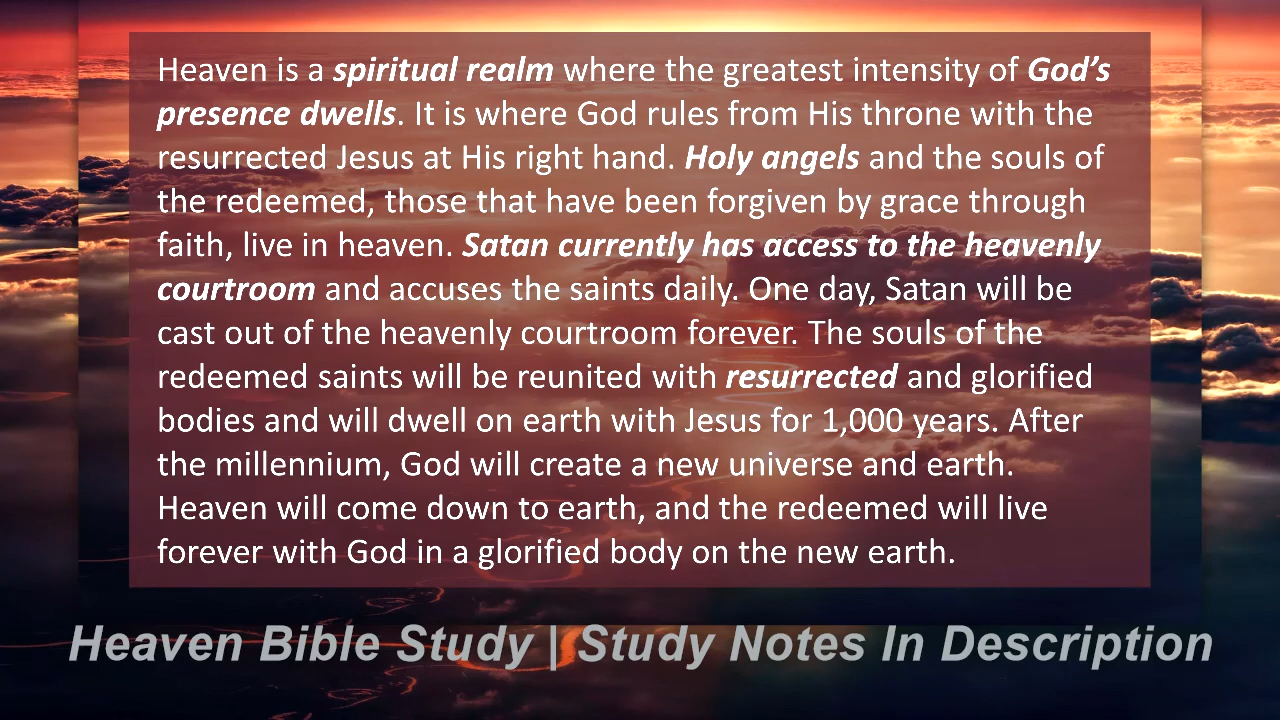 Heaven is a spiritual realm where the greatest intensity of God’s
presence dwells. It is where God rules from His throne with the
resurrected Jesus at His right hand. Holy angels and the souls of
the redeemed, those that have been forgiven by grace through
faith, live in heaven. Satan currently has access to the heavenly
courtroom and accuses the saints daily. One day, Satan will be
cast out of the heavenly courtroom forever. The souls of the
redeemed saints will be reunited with resurrected and glorified
bodies and will dwell on earth with Jesus for 1,000 years. After
the millennium, God will create a new universe and earth.
Heaven will come down to earth, and the redeemed will live
forever with God in a glorified body on the new earth.
Heaven Bible Study | Study Notes In Description